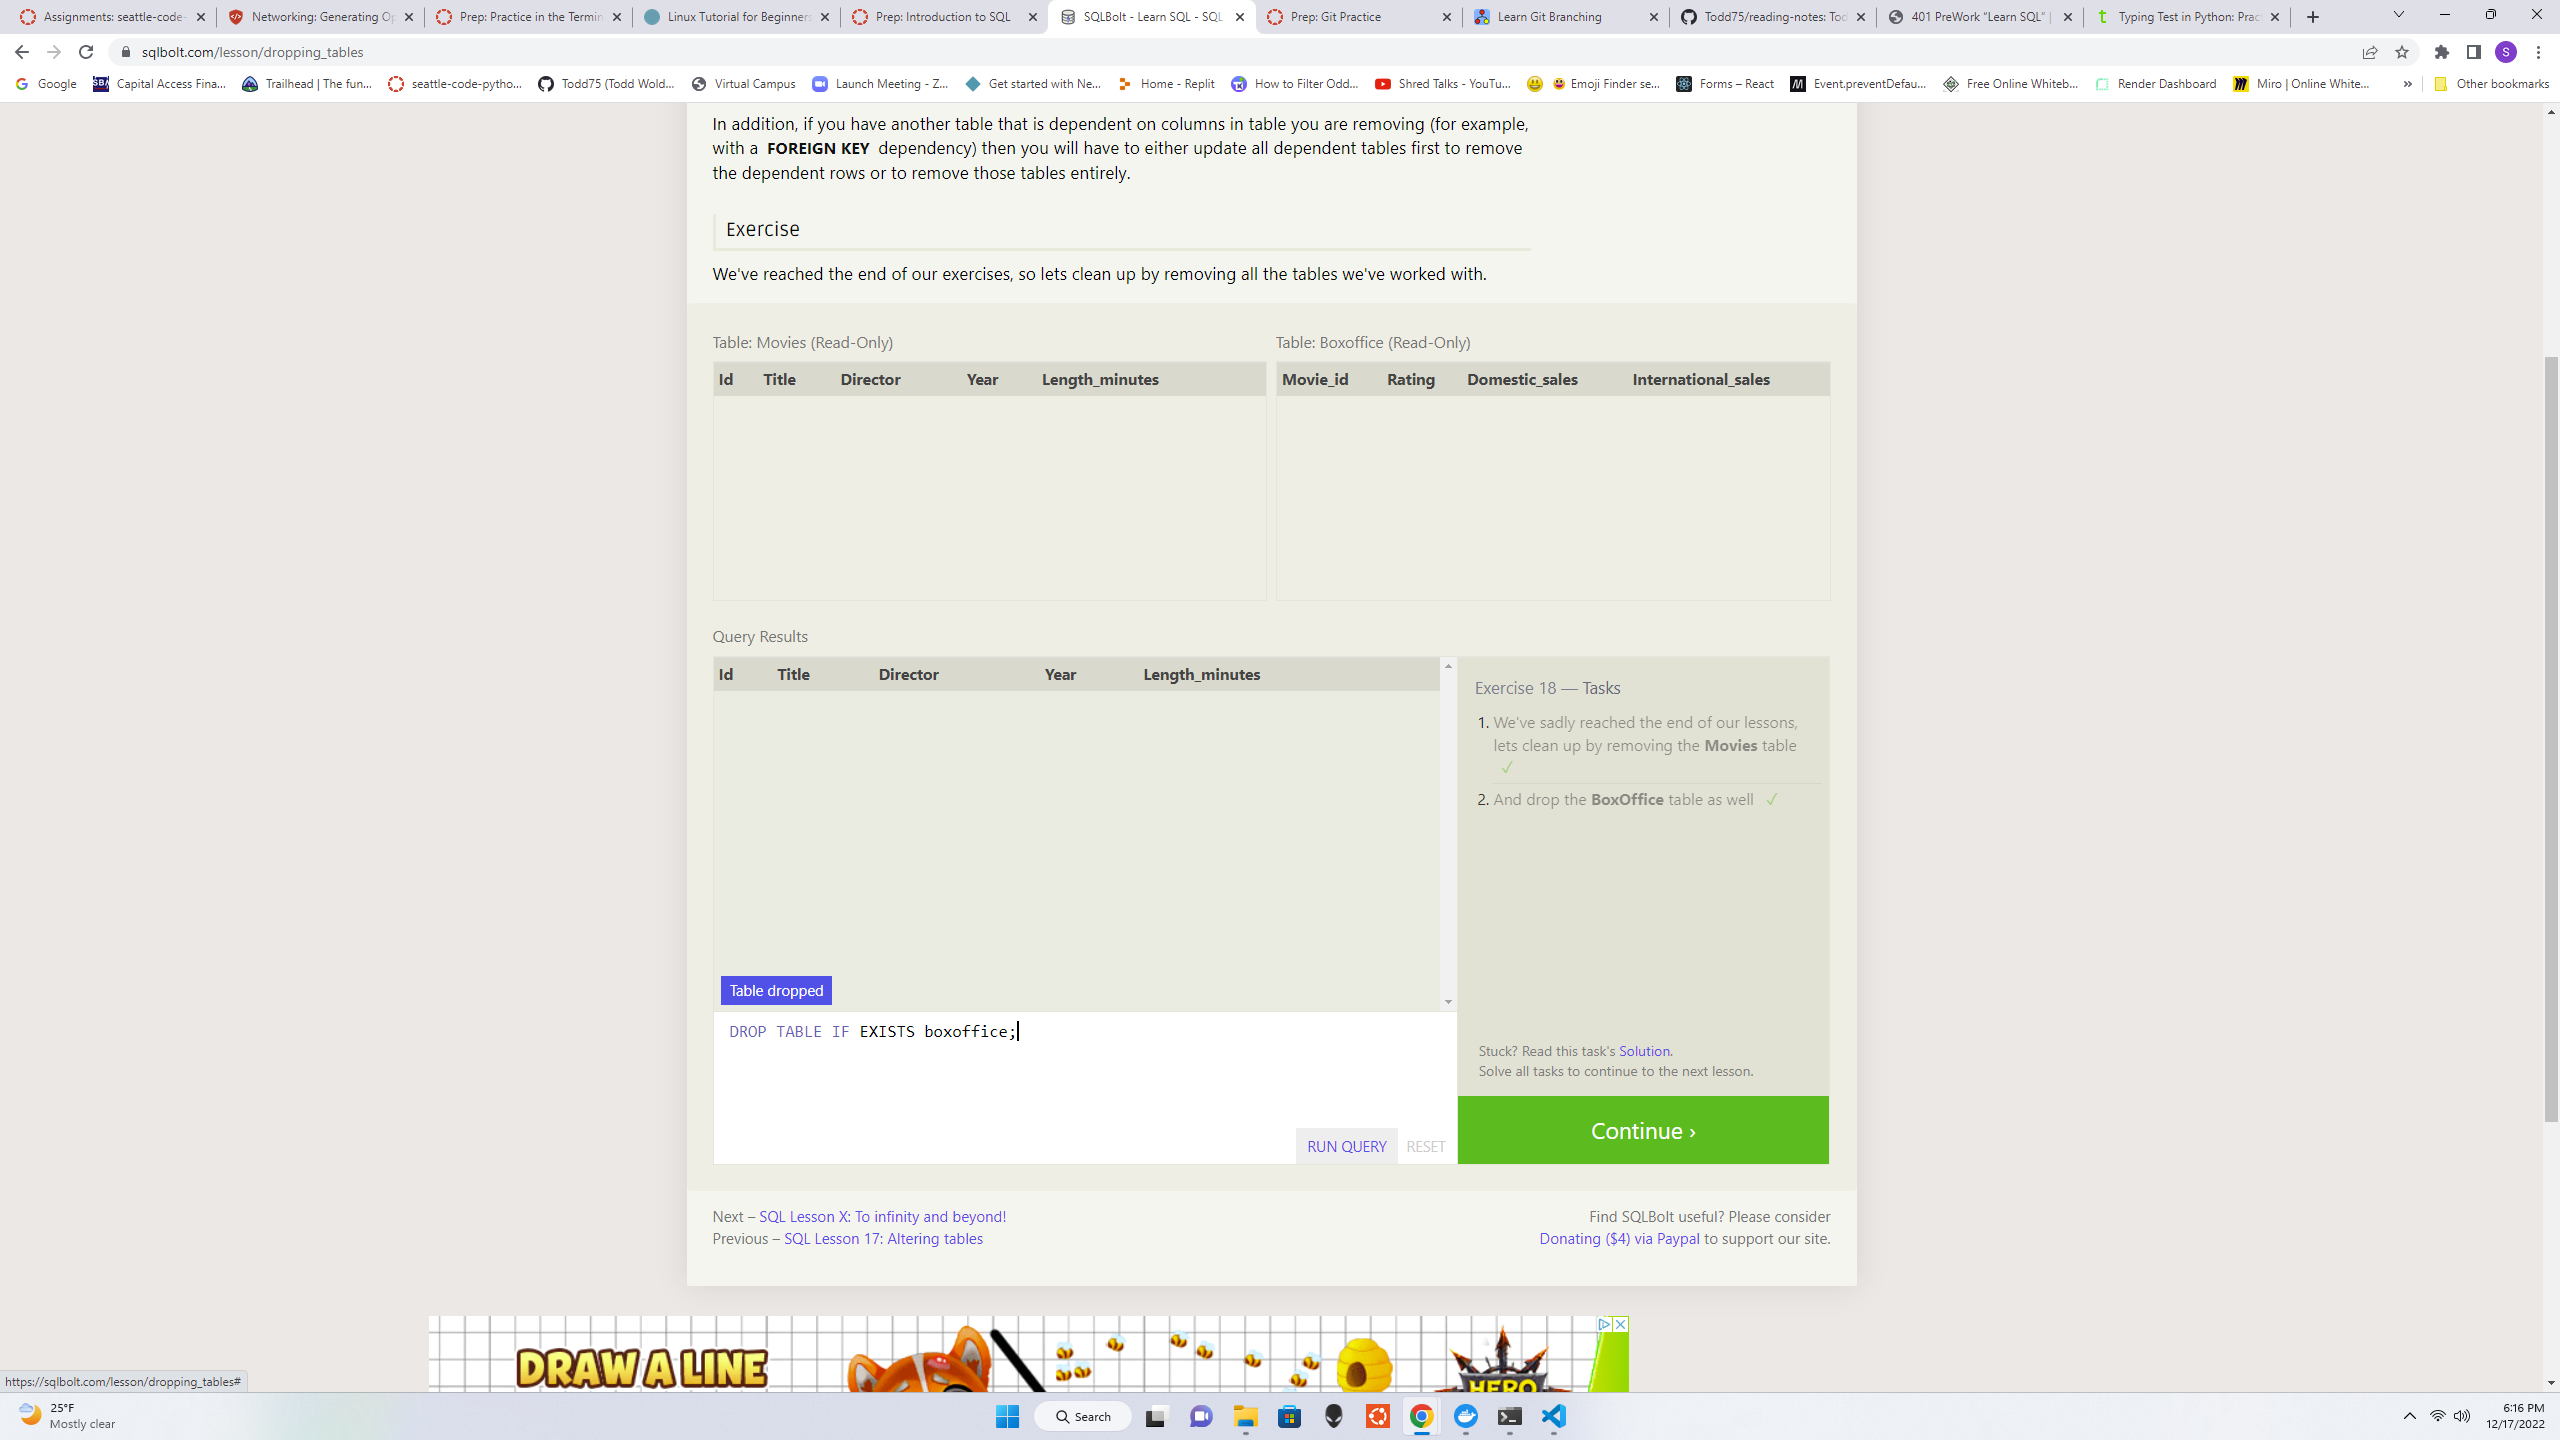 Assignments: seattle-code-
Networking: Generating Op
Prep: Practice in the Termin
Linux Tutorial for Beginners
Prep: Introduction to SQL
SQLBolt - Learn SQL - SQL
Prep: Git Practice
Learn Git Branching
Todd75/reading-notes: Tod
401 PreWork "Learn SQL" |
Typing Test in Python: Prac
sqlbolt.com/lesson/dropping_tables
S
Google
Capital Access Fina...
Trailhead | The fun...
seattle-code-pytho...
Todd75 (Todd Wold...
Virtual Campus
Launch Meeting - Z...
Get started with Ne...
Home - Replit
How to Filter Odd...
Shred Talks - YouTu...
Emoji Finder se...
Forms – React
Event.preventDefau...
Free Online Whiteb...
Render Dashboard
Miro | Online White...
»
Other bookmarks
In addition, if you have another table that is dependent on columns in table you are removing (for example,
with a FOREIGN KEY dependency) then you will have to either update all dependent tables first to remove
the dependent rows or to remove those tables entirely.
Exercise
We've reached the end of our exercises, so lets clean up by removing all the tables we've worked with.
Table: Movies (Read-Only)
Id Title Director Year Length_minutes
Table: Boxoffice (Read-Only)
Movie_id Rating Domestic_sales International_sales
Query Results
Id Title Director Year Length_minutes
Table dropped
DROP TABLE IF EXISTS boxoffice;
RUN QUERY RESET
Exercise 18 — Tasks
1. We've sadly reached the end of our lessons,
lets clean up by removing the Movies table
✓
2. And drop the BoxOffice table as well ✓
Stuck? Read this task's Solution.
Solve all tasks to continue to the next lesson.
Continue ›
Next – SQL Lesson X: To infinity and beyond!
Previous – SQL Lesson 17: Altering tables
Find SQLBolt useful? Please consider
Donating ($4) via Paypal to support our site.
DRAW A LINE
HERO
https://sqlbolt.com/lesson/dropping_tables#
25°F
Mostly clear
Search
6:16 PM
12/17/2022